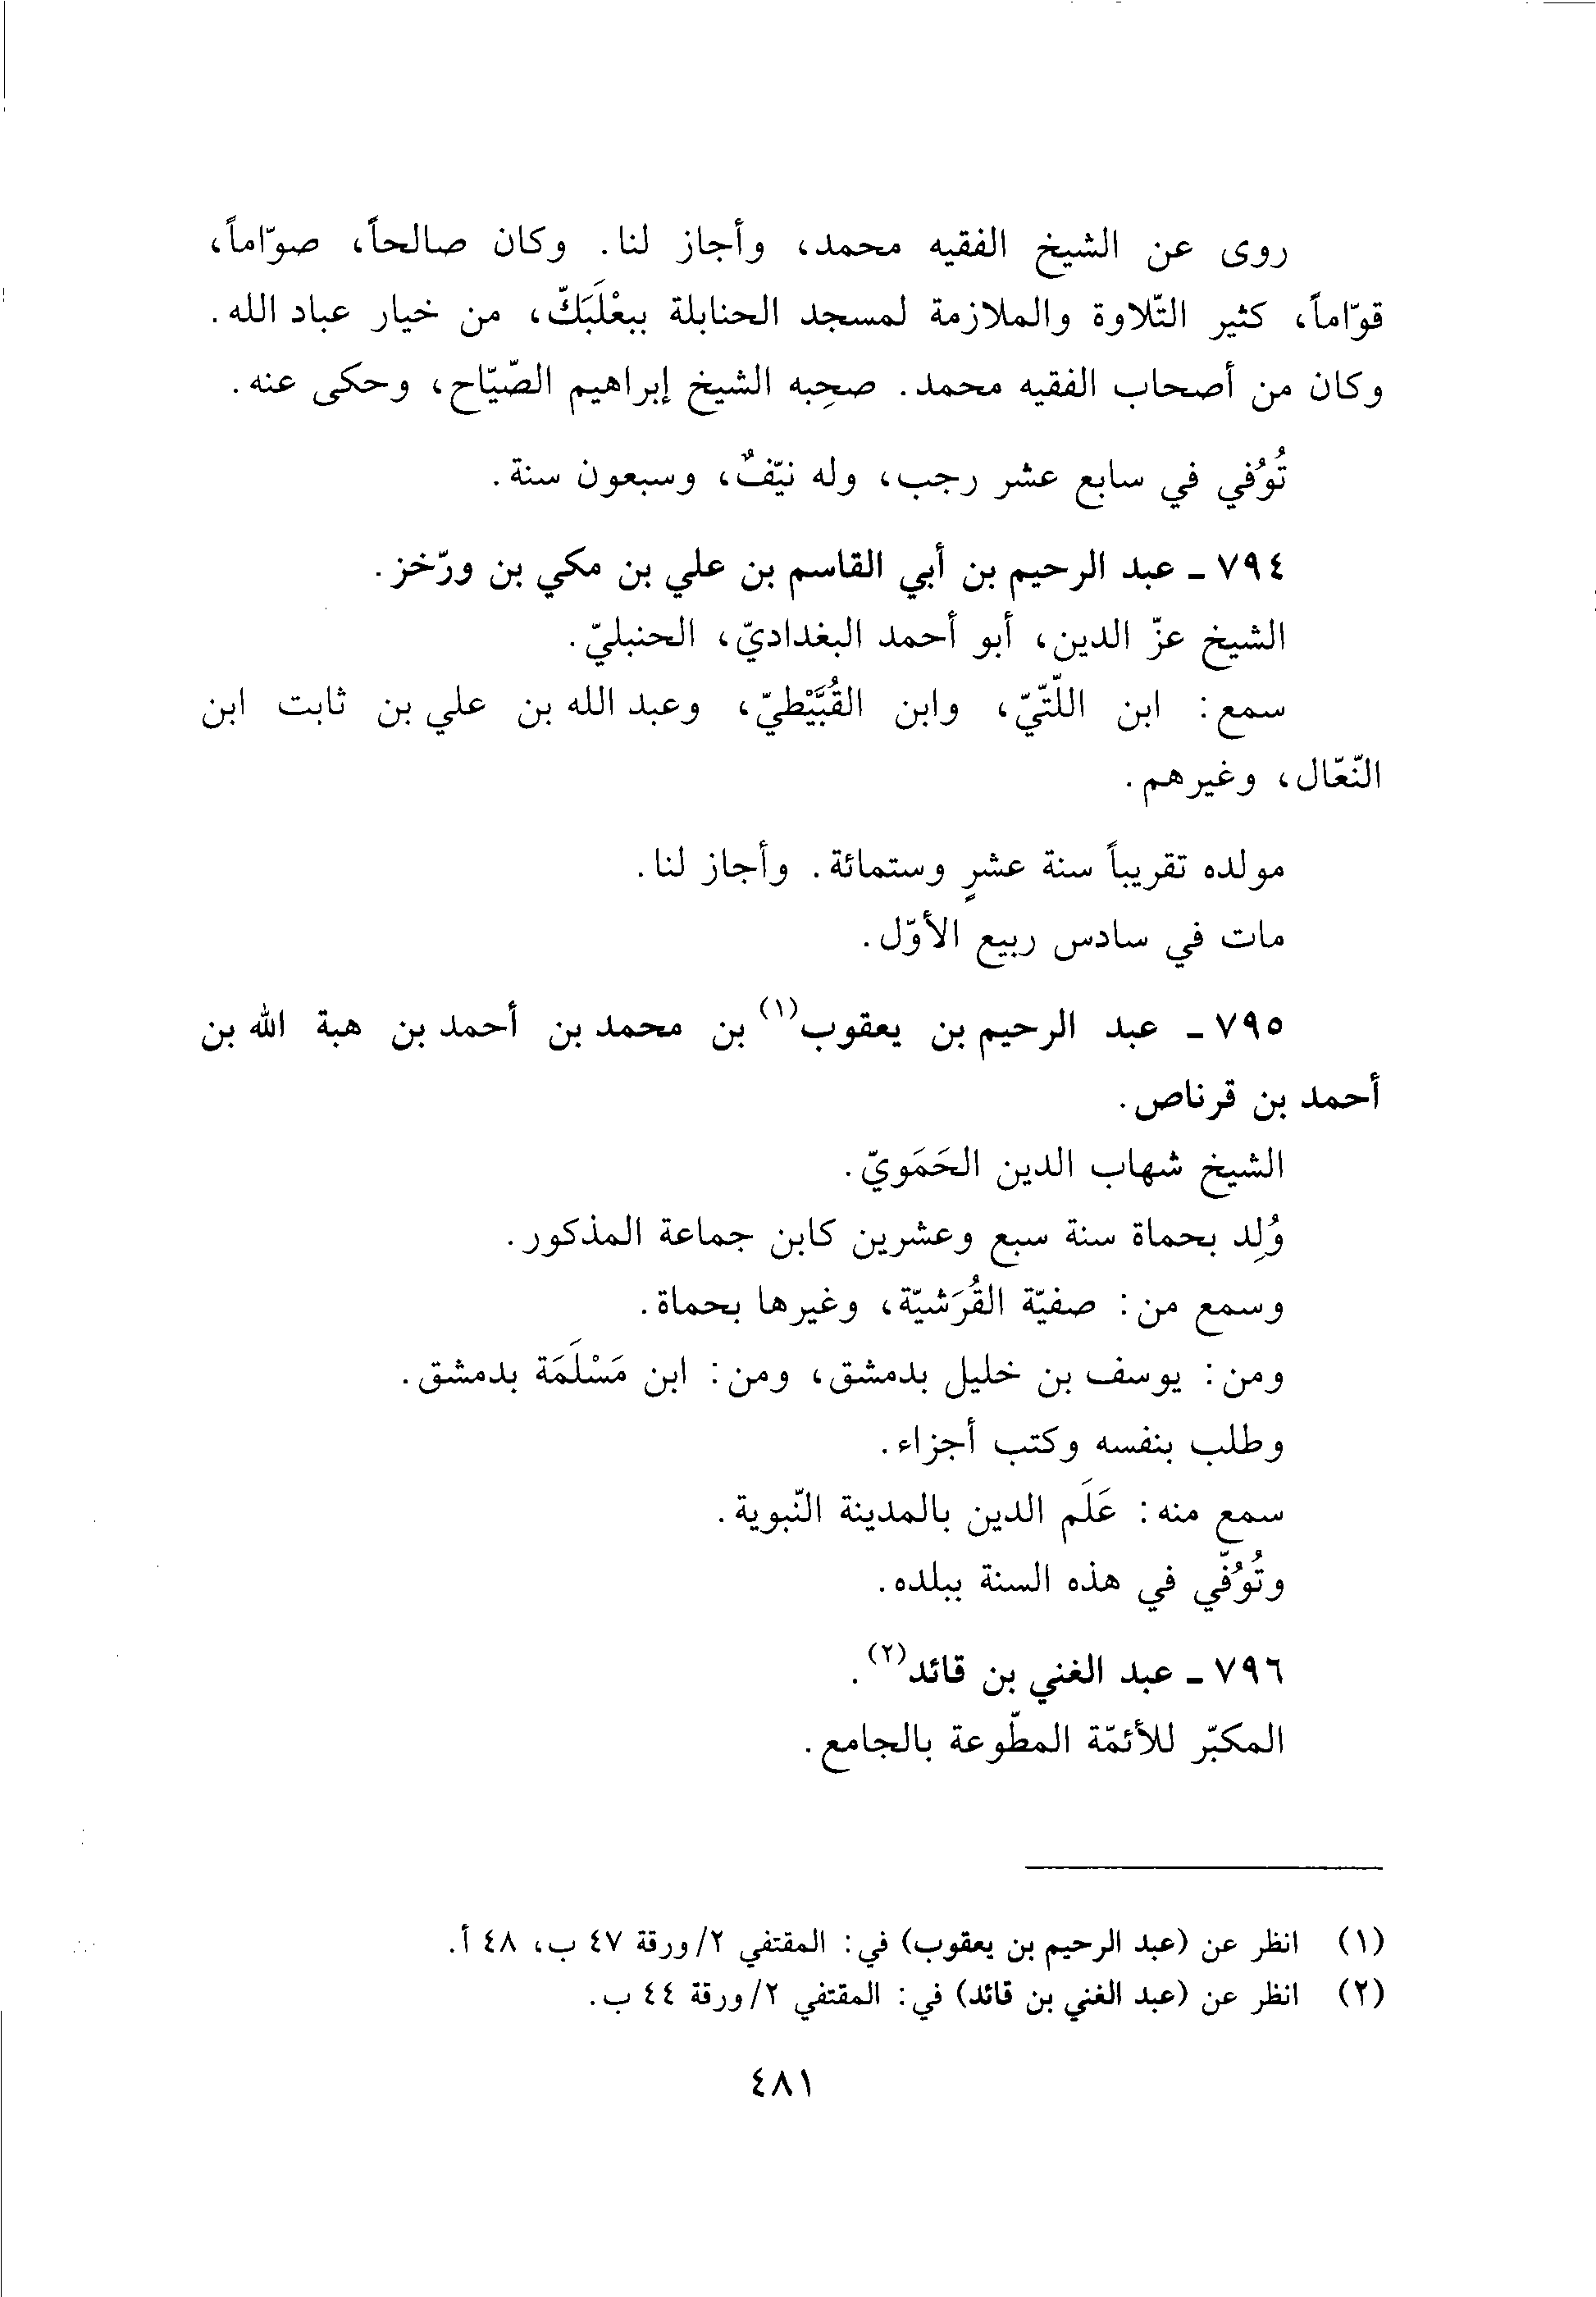 روى عن الشيخ الفقيه محمد، وأجاز لنا. وكان صالحاً، صوّاماً،
قوّاماً، كثير التّلاوة والملازمة لمسجد الحنابلة ببعْلَبَكّ، من خيار عباد الله.
وكان من أصحاب الفقيه محمد. صحِبه الشيخ إبراهيم الصّيّاح، وحكى عنه.
تُوُفي في سابع عشر رجب، وله نيّفٌ، وسبعون سنة.
٧٩٤ ـ عبد الرحيم بن أبي القاسم بن علي بن مكي بن ورّخز.
الشيخ عزّ الدين، أبو أحمد البغداديّ، الحنبليّ.
سمع: ابن اللّتّيّ، وابن القُبَّيْطيّ، وعبد الله بن علي بن ثابت ابن
النّعّال، وغيرهم.
مولده تقريباً سنة عشرٍ وستمائة. وأجاز لنا.
مات في سادس ربيع الأوّل.
٧٩٥ ـ عبد الرحيم بن يعقوب(١) بن محمد بن أحمد بن هبة الله بن
أحمد بن قرناص.
الشيخ شهاب الدين الحَمَويّ.
وُلِد بحماة سنة سبع وعشرين كابن جماعة المذكور.
وسمع من: صفيّة القُرَشيّة، وغيرها بحماة.
ومن: يوسف بن خليل بدمشق، ومن: ابن مَسْلَمَة بدمشق.
وطلب بنفسه وكتب أجزاء.
سمع منه: عَلَم الدين بالمدينة النّبوية.
وتُوُفّي في هذه السنة ببلده.
٧٩٦ ـ عبد الغني بن قائد(٢).
المكبّر للأئمّة المطّوعة بالجامع.
(١) انظر عن (عبد الرحيم بن يعقوب) في: المقتفي ٢/ورقة ٤٧ ب، ٤٨ أ.
(٢) انظر عن (عبد الغني بن قائد) في: المقتفي ٢/ورقة ٤٤ ب.
٤٨١